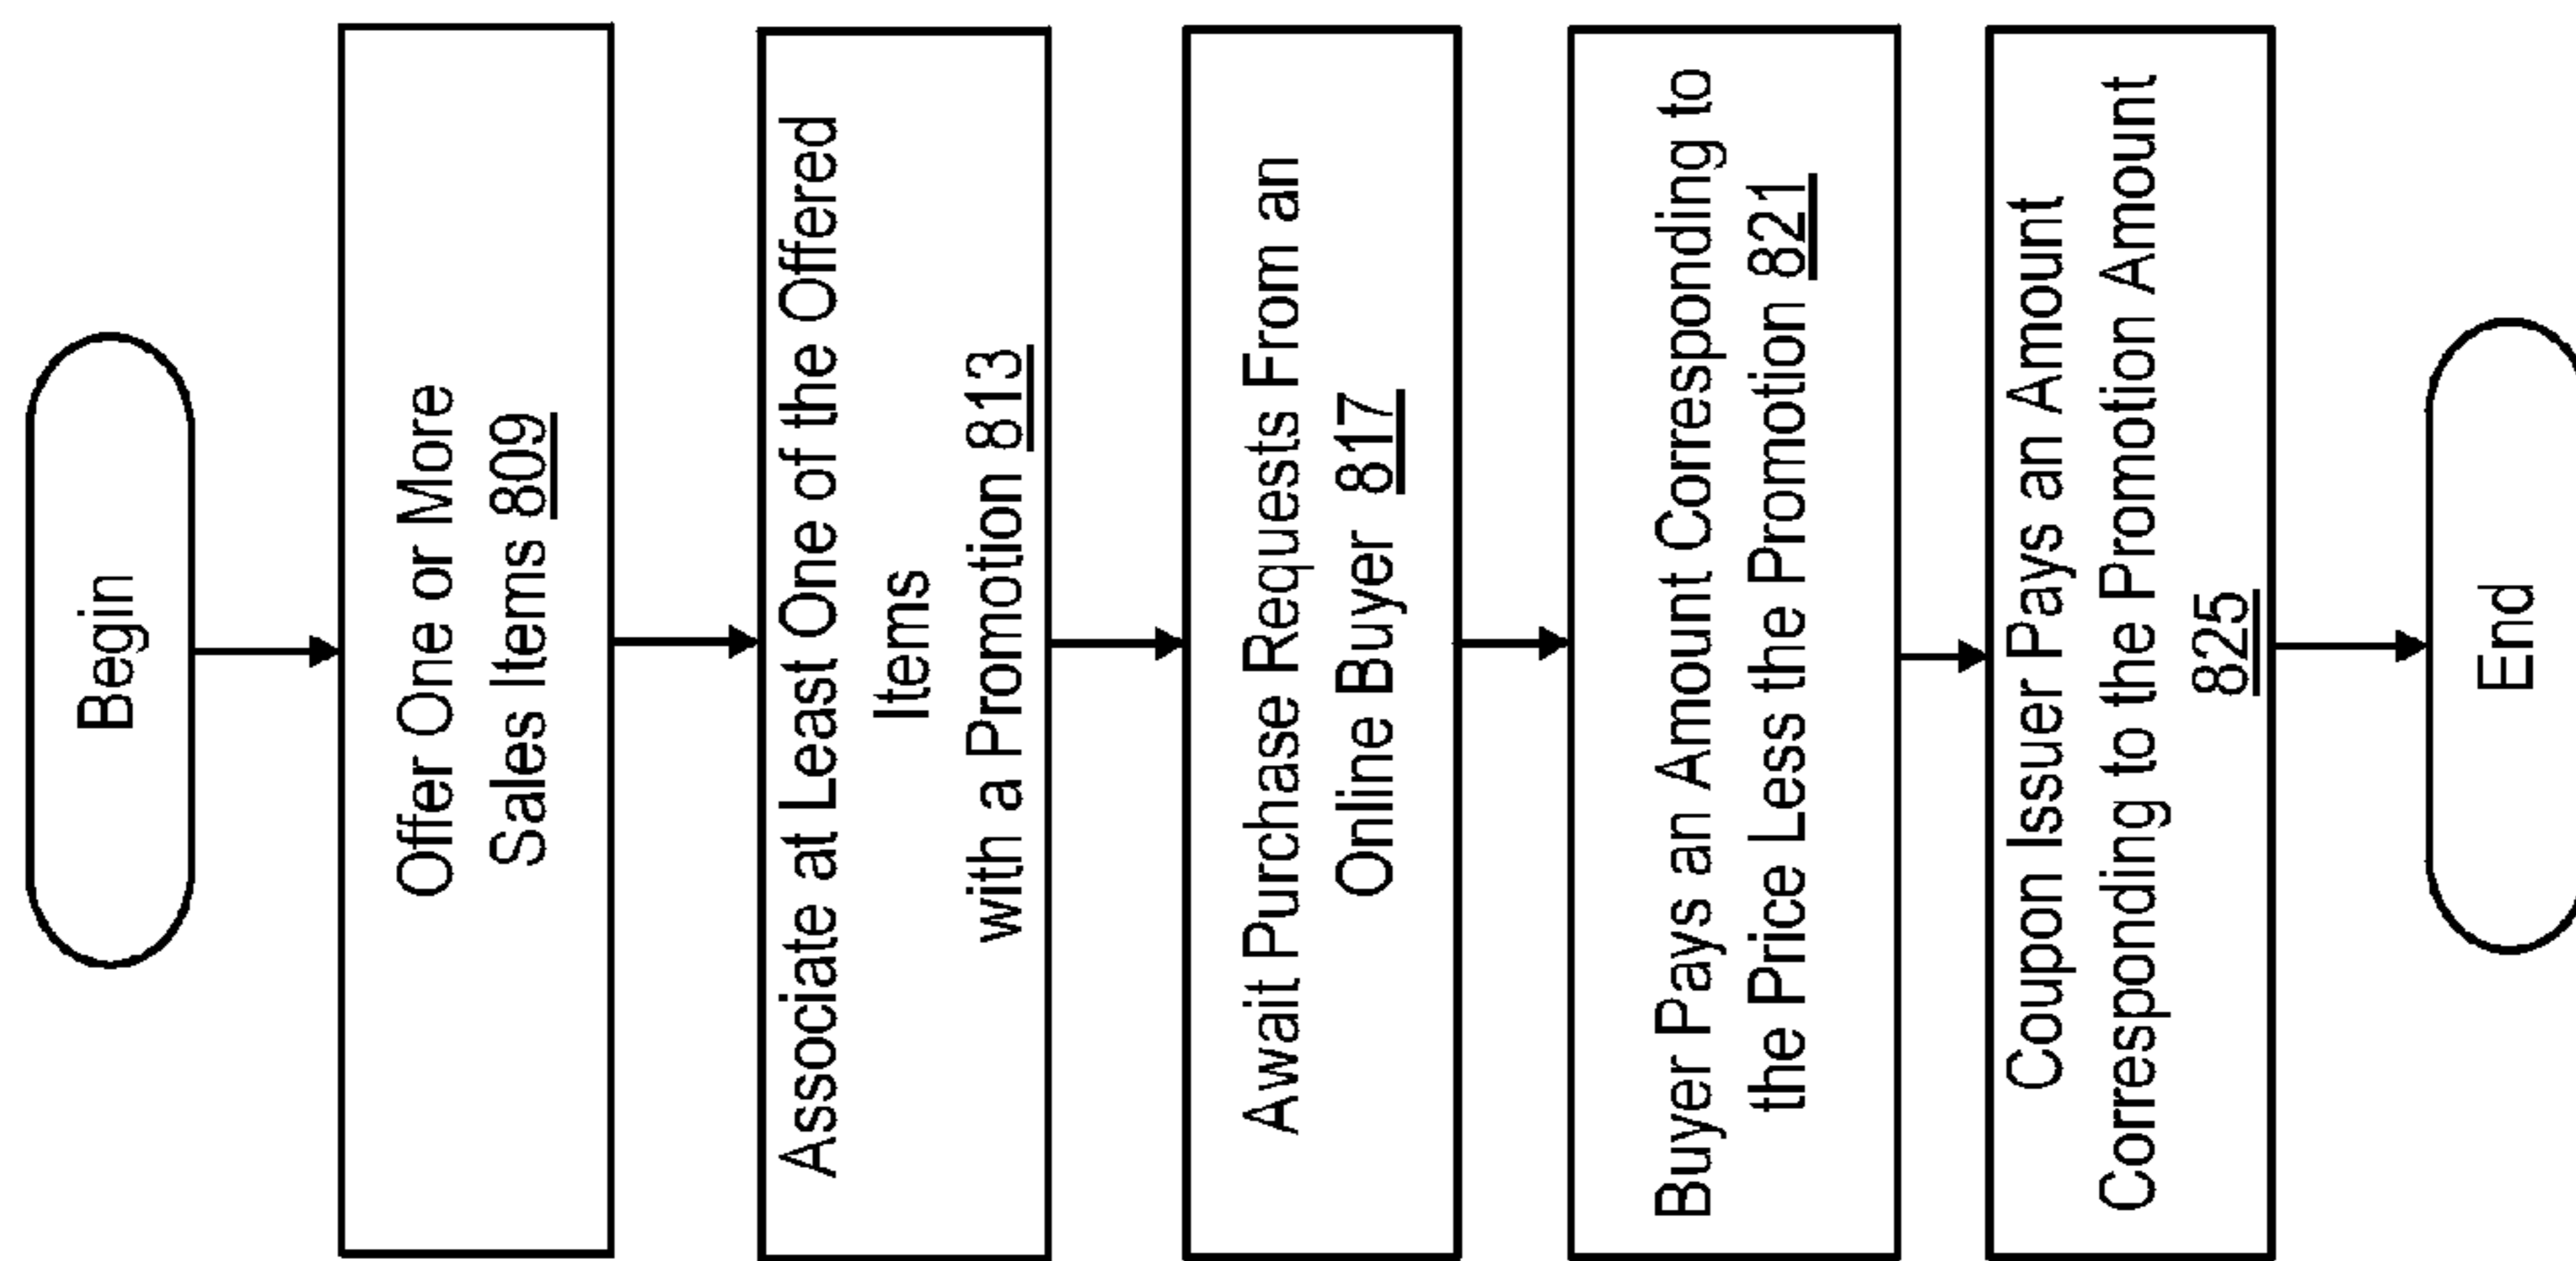 Begin
Offer One or More
Sales Items 809
Associate at Least One of the Offered
Items
with a Promotion 813
Await Purchase Requests From an
Online Buyer 817
Buyer Pays an Amount Corresponding to
the Price Less the Promotion 821
Coupon Issuer Pays an Amount
Corresponding to the Promotion Amount
825
End